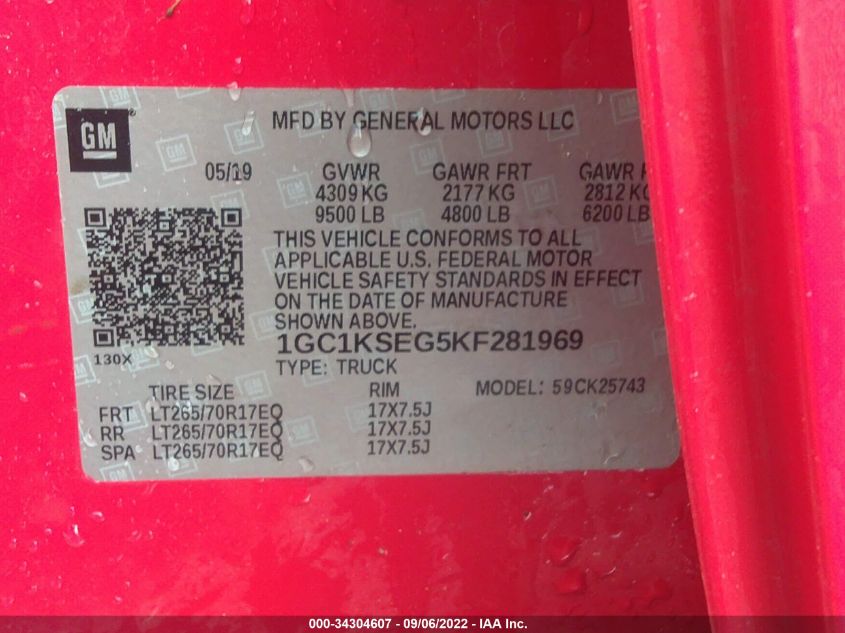 GM
MFD BY GENERAL MOTORS LLC
05/19 GVWR GAWR FRT GAWR
4309 KG 2177 KG 2812 KG
9500 LB 4800 LB 6200 LB
THIS VEHICLE CONFORMS TO ALL
APPLICABLE U.S. FEDERAL MOTOR
VEHICLE SAFETY STANDARDS IN EFFECT
ON THE DATE OF MANUFACTURE
SHOWN ABOVE.
1GC1KSEG5KF281969
130X
TYPE: TRUCK
TIRE SIZE RIM MODEL: 59CK25743
FRT LT265/70R17EQ 17X7.5J
RR LT265/70R17EQ 17X7.5J
SPA LT265/70R17EQ 17X7.5J
000-34304607 - 09/06/2022 - IAA Inc.